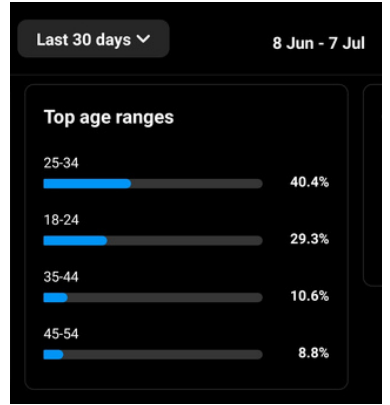 Last 30 days
8 Jun - 7 Jul
Top age ranges
25-34
40.4%
18-24
29.3%
35-44
10.6%
45-54
8.8%